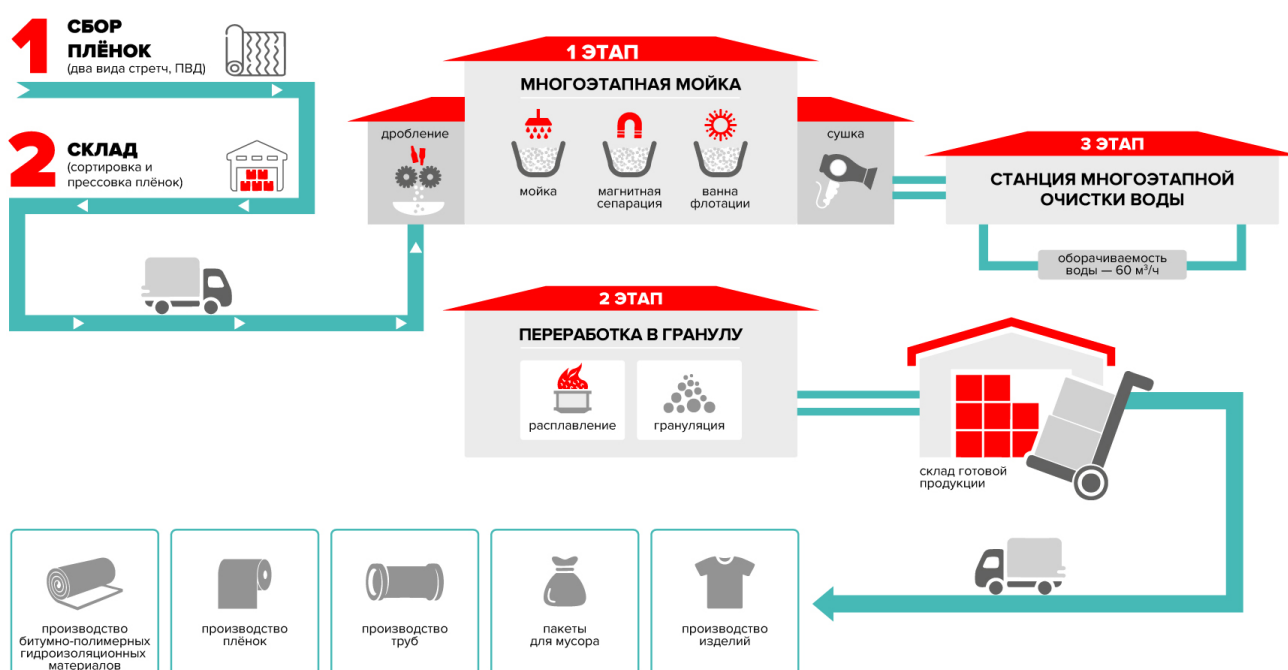 1
СБОР
ПЛЁНОК
(два вида стретч, ПВД)
2
СКЛАД
(сортировка и
прессовка плёнок)
1 ЭТАП
МНОГОЭТАПНАЯ МОЙКА
дробление
мойка
магнитная
сепарация
ванна
флотации
сушка
3 ЭТАП
СТАНЦИЯ МНОГОЭТАПНОЙ
ОЧИСТКИ ВОДЫ
оборачиваемость
воды — 60 м³/ч
2 ЭТАП
ПЕРЕРАБОТКА В ГРАНУЛУ
расплавление
грануляция
склад готовой
продукции
производство
битумно-полимерных
гидроизоляционных
материалов
производство
плёнок
производство
труб
пакеты
для мусора
производство
изделий